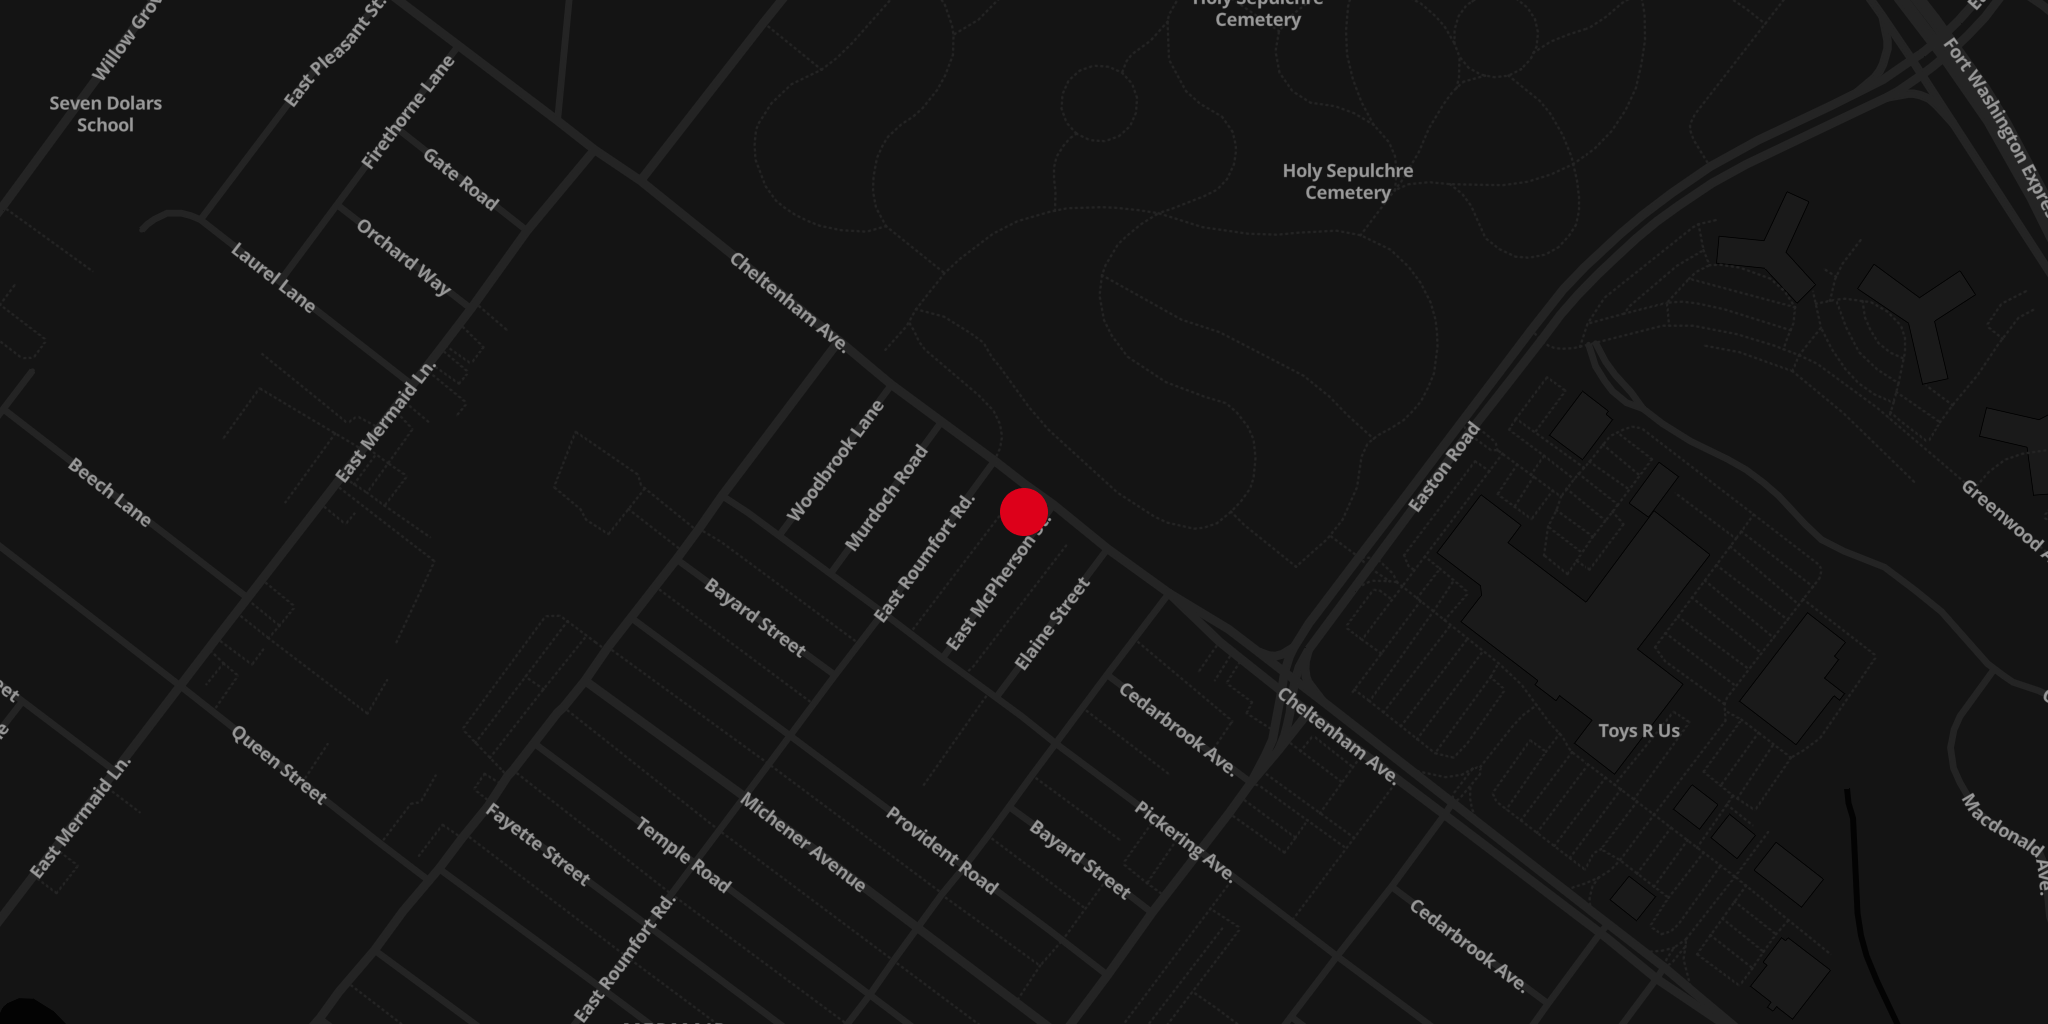 Holy Sepulchre
Cemetery
Willow Grov
East Pleasant St.
Fort Washington Expres
Firethorne Lane
Seven Dolars
School
Gate Road
Holy Sepulchre
Cemetery
Orchard Way
Laurel Lane
Cheltenham Ave.
East Mermaid Ln.
Woodbrook Lane
Murdoch Road
Easton Road
Beech Lane
East Roumfort Rd.
East McPherson St.
Greenwood A
Bayard Street
Elaine Street
Cedarbrook Ave.
Cheltenham Ave.
Toys R Us
Queen Street
East Mermaid Ln.
Fayette Street
Temple Road
Michener Avenue
Provident Road
Bayard Street
Pickering Ave.
Macdonald Ave.
East Roumfort Rd.
Cedarbrook Ave.